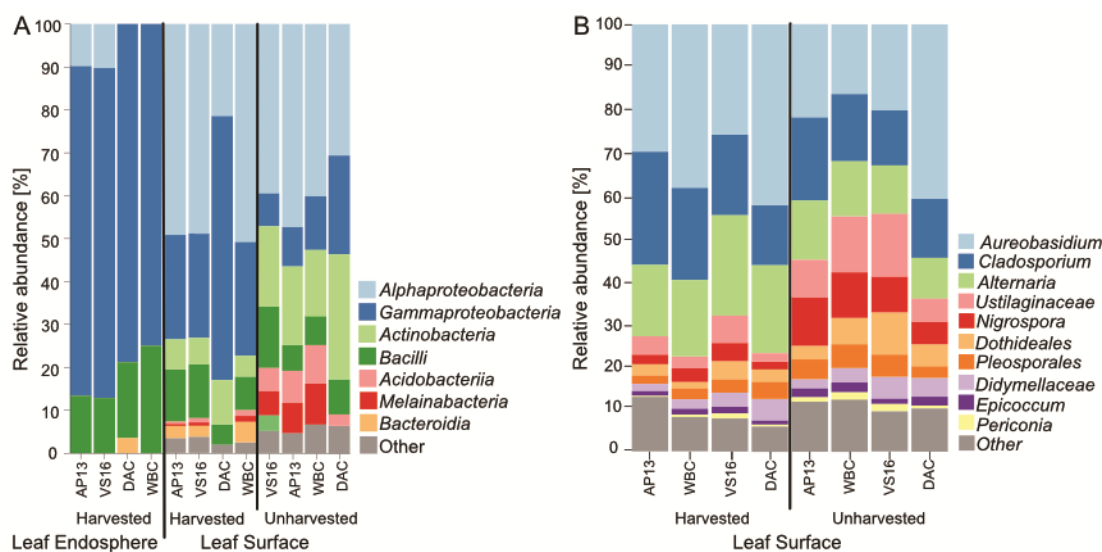 A
Relative abundance [%]
100
90
80
70
60
50
40
30
20
10
0
AP13
VS16
DAC
WBC
AP13
VS16
DAC
WBC
VS16
AP13
WBC
DAC
Harvested
Harvested
Unharvested
Leaf Endosphere
Leaf Surface
Alphaproteobacteria
Gammaproteobacteria
Actinobacteria
Bacilli
Acidobacteriia
Melainabacteria
Bacteroidia
Other
B
Relative abundance [%]
100
90
80
70
60
50
40
30
20
10
0
AP13
WBC
VS16
DAC
AP13
WBC
VS16
DAC
Harvested
Unharvested
Leaf Surface
Aureobasidium
Cladosporium
Alternaria
Ustilaginaceae
Nigrospora
Dothideales
Pleosporales
Didymellaceae
Epicoccum
Periconia
Other